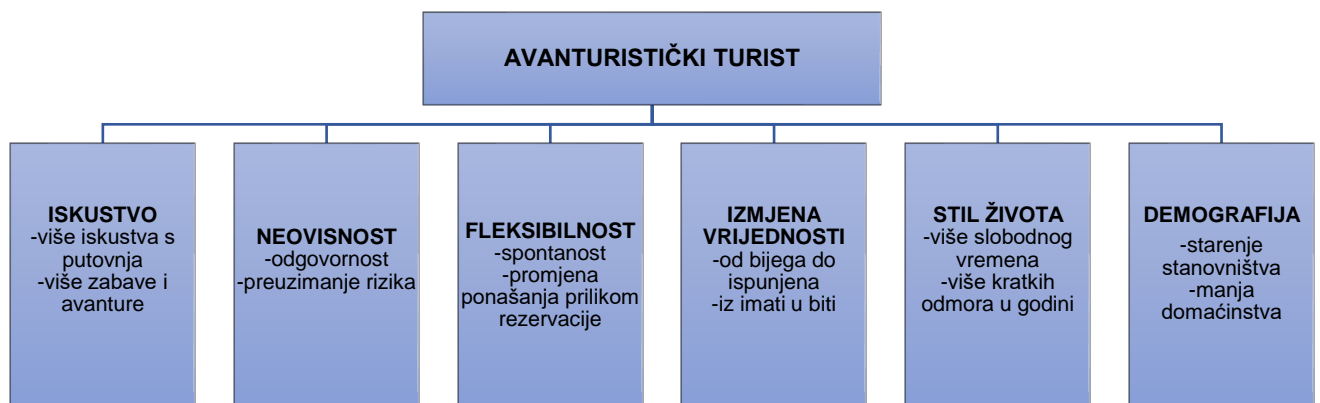 AVANTURISTIČKI TURIST
ISKUSTVO
-više iskustva s
putovnja
-više zabave i
avanture
NEOVISNOST
-odgovornost
-preuzimanje rizika
FLEKSIBILNOST
-spontanost
-promjena
ponašanja prilikom
rezervacije
IZMJENA
VRIJEDNOSTI
-od bijega do
ispunjena
-iz imati u biti
STIL ŽIVOTA
-više slobodnog
vremena
-više kratkih
odmora u godini
DEMOGRAFIJA
-starenje
stanovništva
-manja
domaćinstva